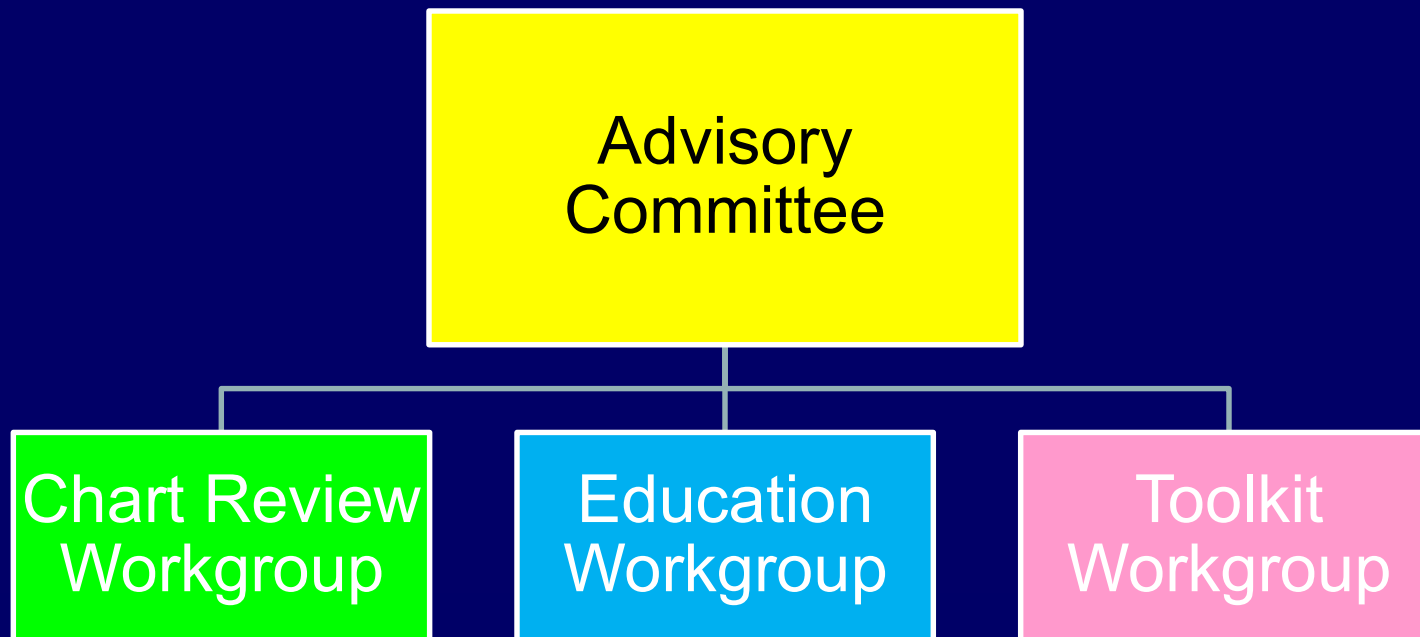 Advisory
Committee
Chart Review
Workgroup
Education
Workgroup
Toolkit
Workgroup